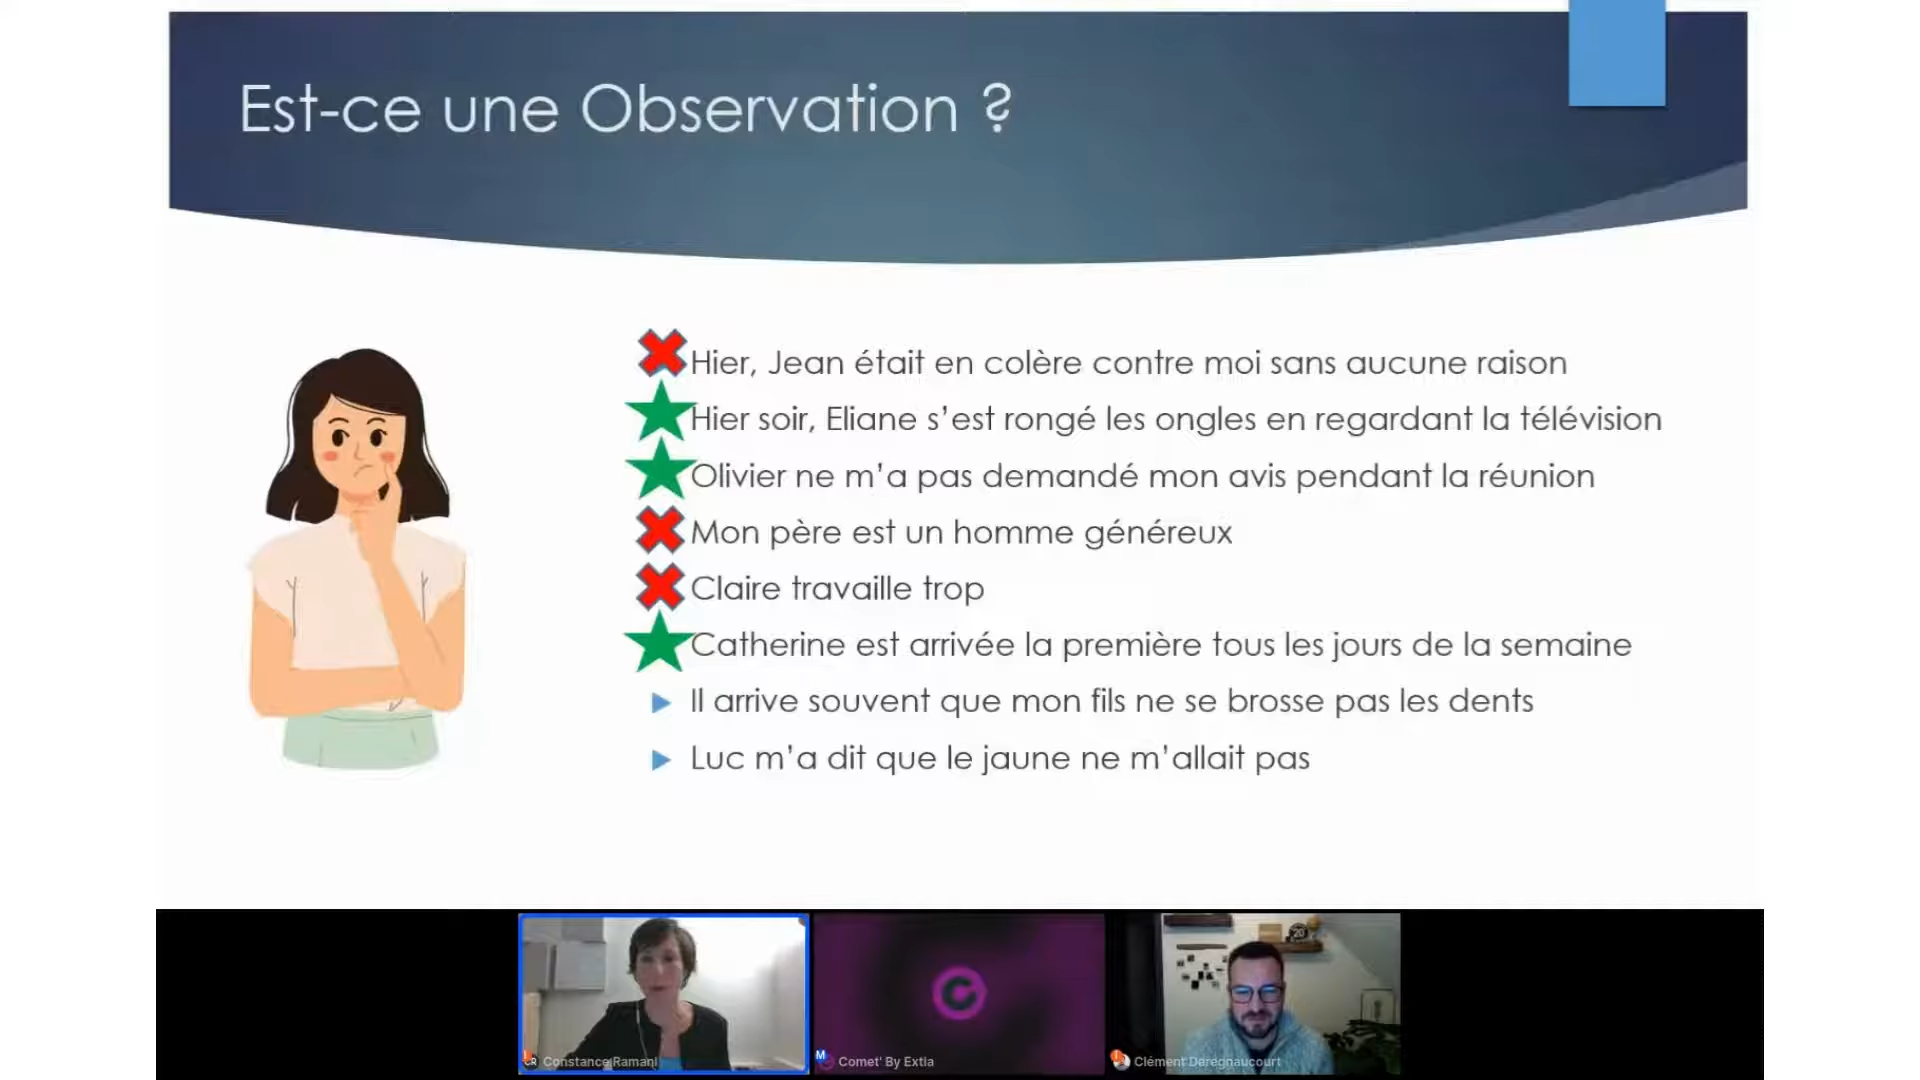 Est-ce une Observation ?
Hier, Jean était en colère contre moi sans aucune raison
Hier soir, Eliane s’est rongé les ongles en regardant la télévision
Olivier ne m’a pas demandé mon avis pendant la réunion
Mon père est un homme généreux
Claire travaille trop
Catherine est arrivée la première tous les jours de la semaine
Il arrive souvent que mon fils ne se brosse pas les dents
Luc m’a dit que le jaune ne m’allait pas
CR Constance Ramani
M Comet' By Extia
Clément Deregnaucourt